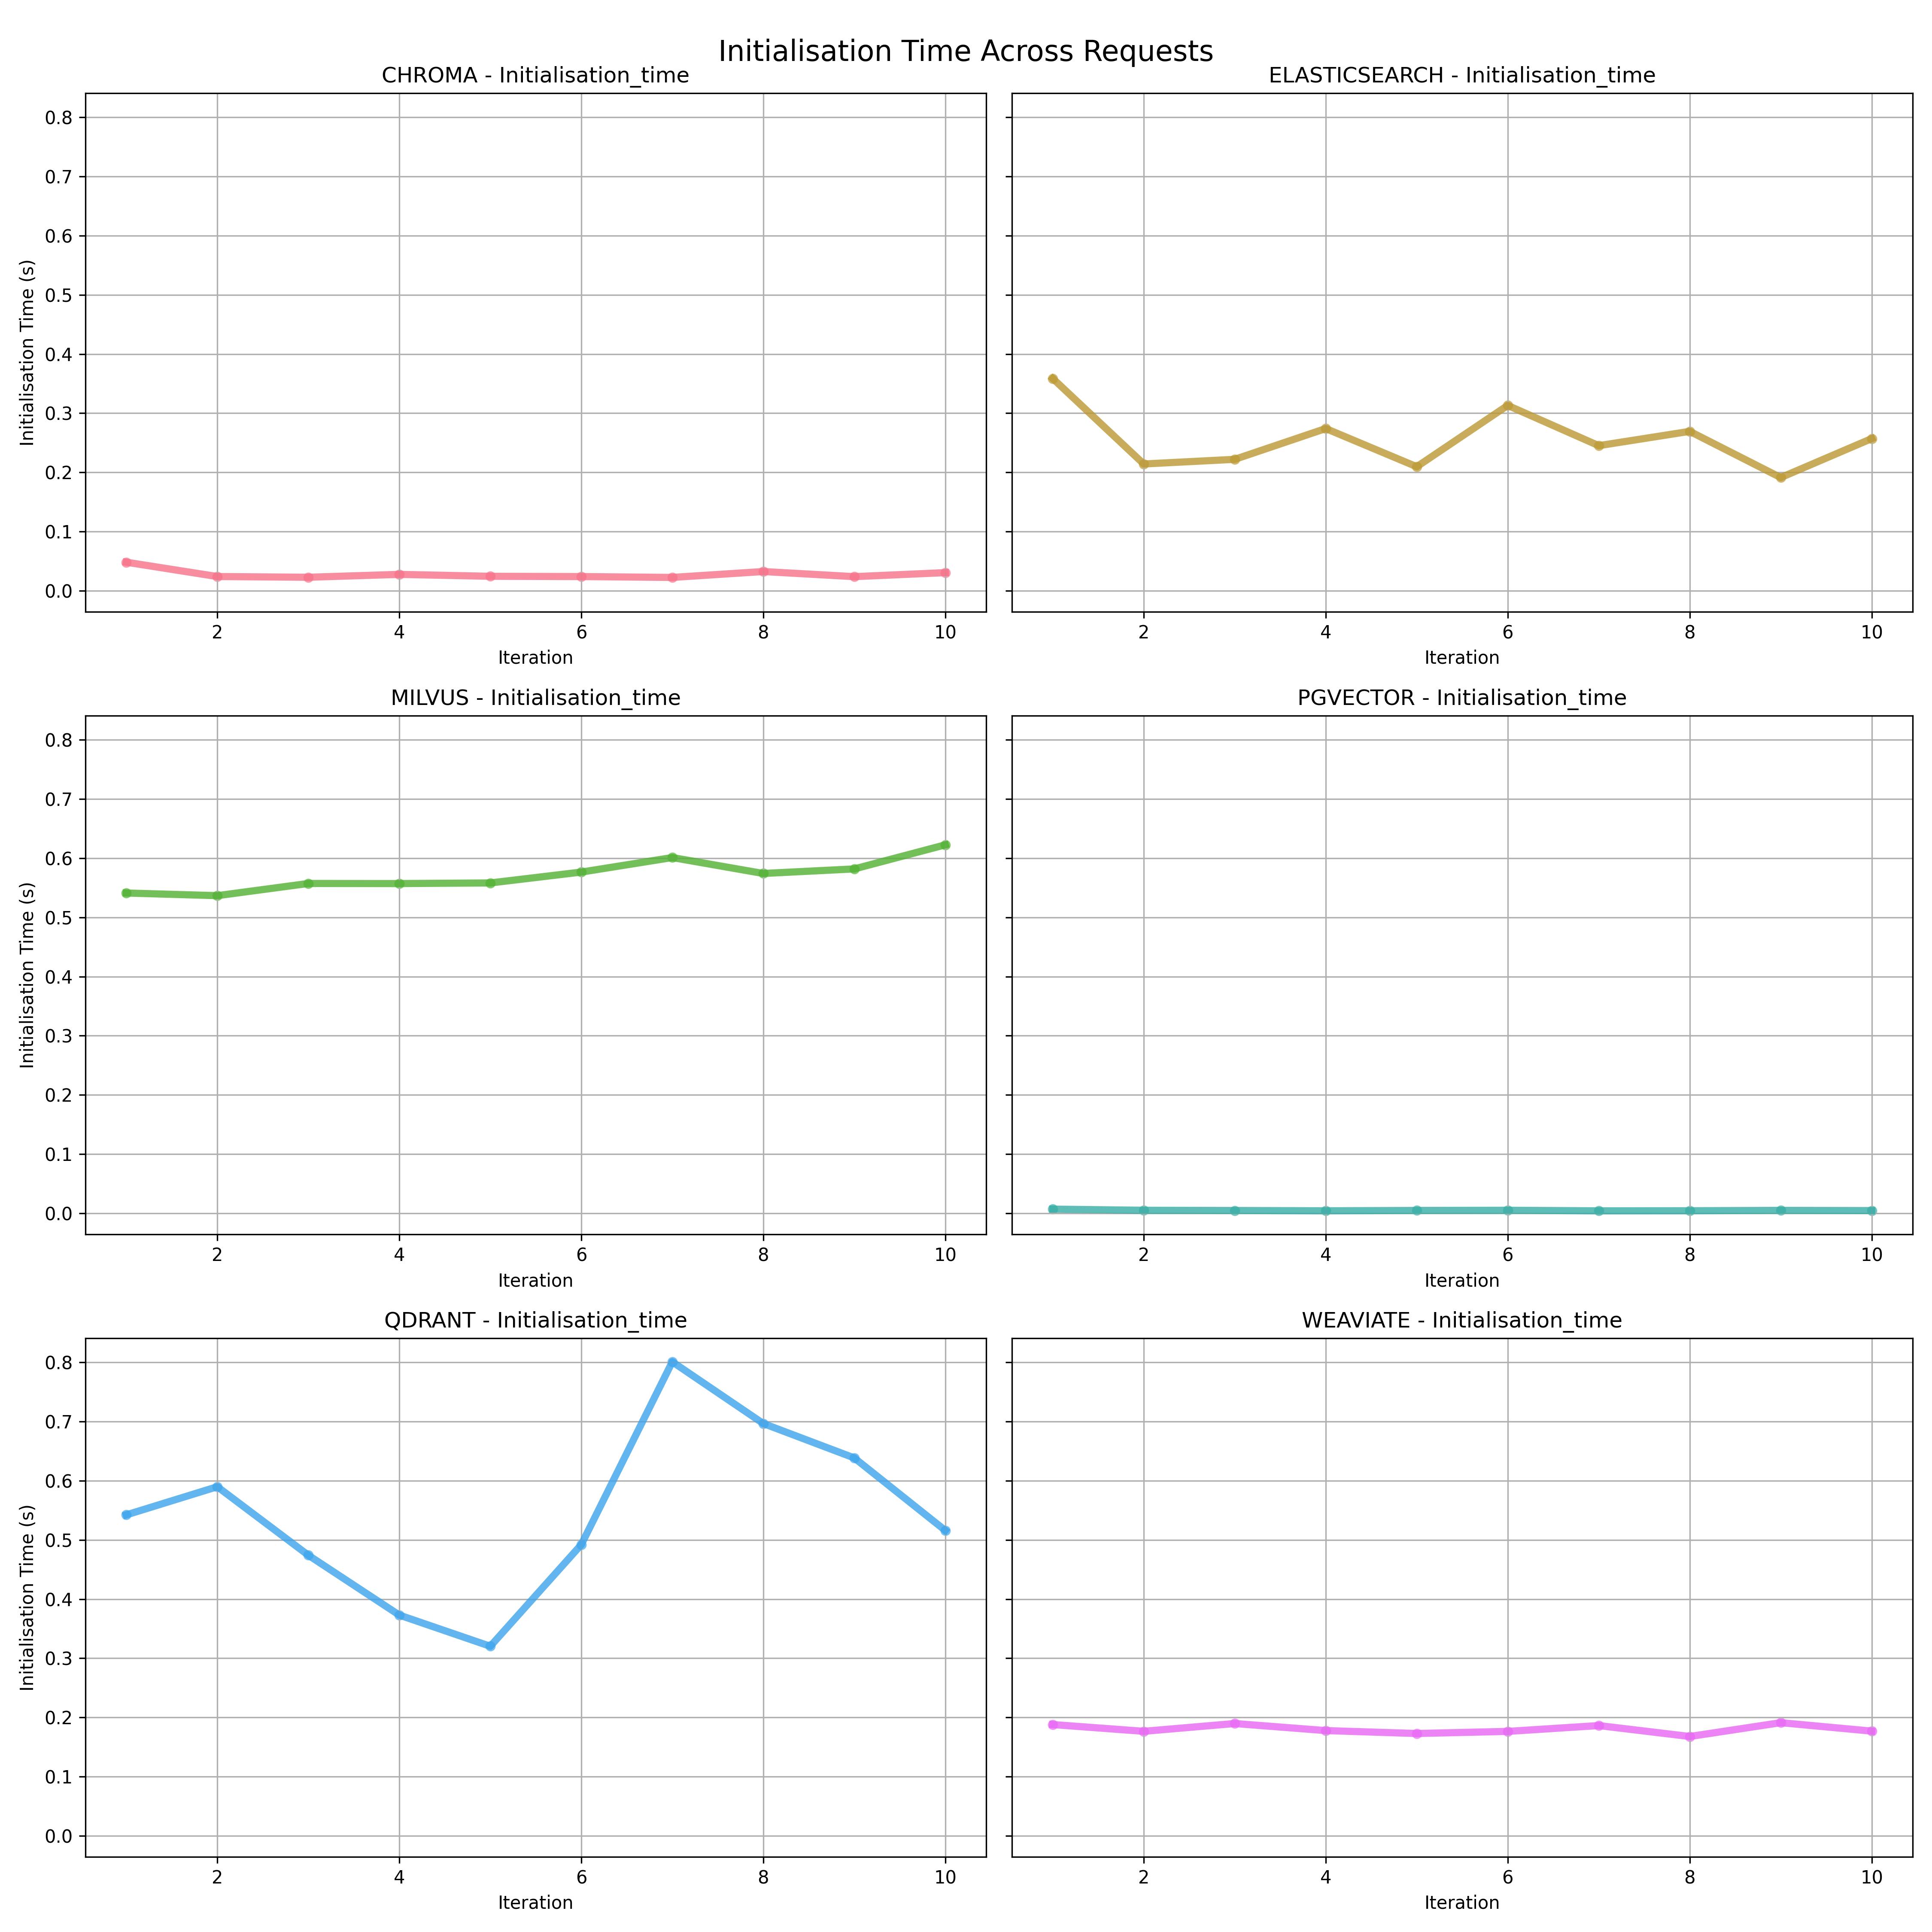 Initialisation Time Across Requests
CHROMA - Initialisation_time
Initialisation Time (s)
0.8
0.7
0.6
0.5
0.4
0.3
0.2
0.1
0.0
2 4 6 8 10
Iteration
ELASTICSEARCH - Initialisation_time
2 4 6 8 10
Iteration
MILVUS - Initialisation_time
Initialisation Time (s)
0.8
0.7
0.6
0.5
0.4
0.3
0.2
0.1
0.0
2 4 6 8 10
Iteration
PGVECTOR - Initialisation_time
2 4 6 8 10
Iteration
QDRANT - Initialisation_time
Initialisation Time (s)
0.8
0.7
0.6
0.5
0.4
0.3
0.2
0.1
0.0
2 4 6 8 10
Iteration
WEAVIATE - Initialisation_time
2 4 6 8 10
Iteration